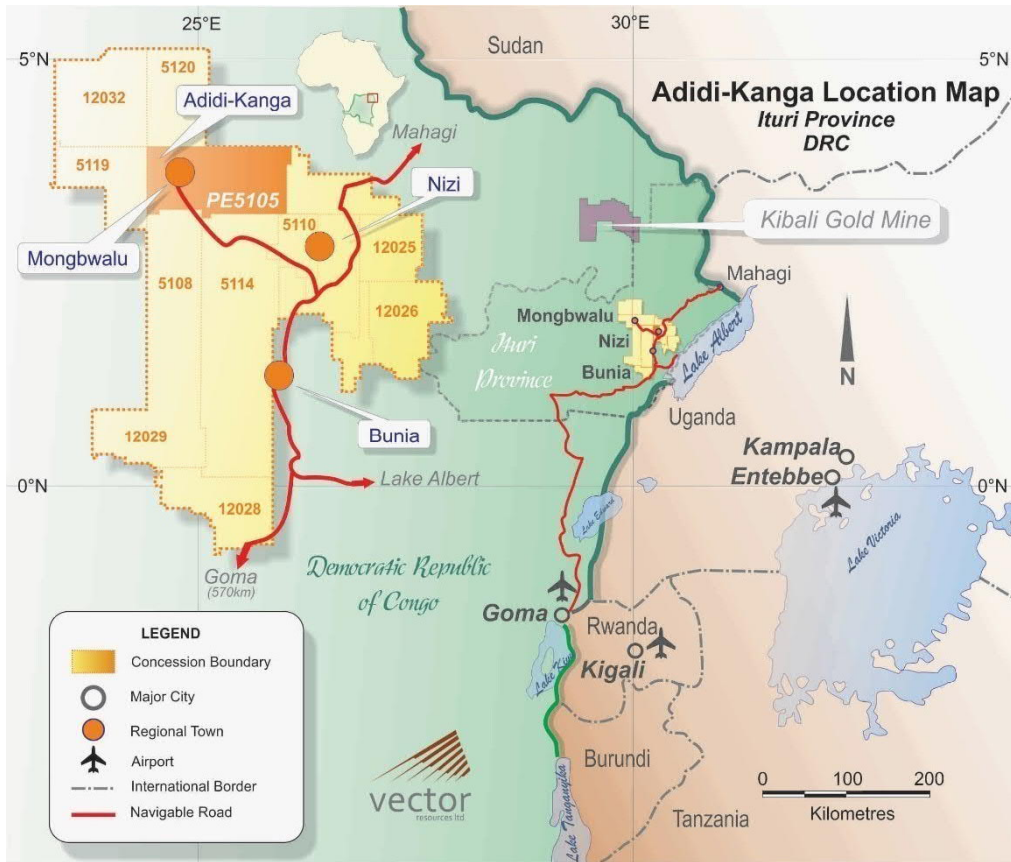 25°E
30°E
5°N
5°N
Sudan
Adidi-Kanga Location Map
Ituri Province
DRC
5120
12032
Adidi-Kanga
Mahagi
5119
PE5105
Nizi
5110
12025
Mongbwalu
5108
5114
12026
Kibali Gold Mine
Mahagi
Mongbwalu
Nizi
Bunia
Ituri
Province
Lake Albert
N
Uganda
Bunia
12029
Lake Albert
12028
Kampala
Entebbe
0°N
0°N
Lake Edward
Lake Victoria
Goma
(570km)
Democratic Republic
of Congo
Goma
Rwanda
Kigali
Lake Kivu
Burundi
Tanzania
Lake Tanganyika
LEGEND
Concession Boundary
Major City
Regional Town
Airport
International Border
Navigable Road
vector
resources ltd
0 100 200
Kilometres